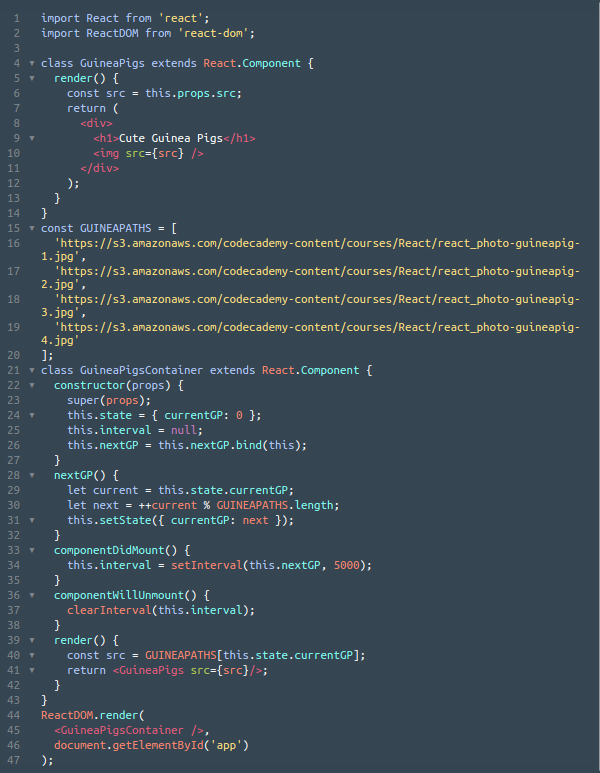 1 import React from 'react';
2 import ReactDOM from 'react-dom';
3
4 class GuineaPigs extends React.Component {
5 render() {
6 const src = this.props.src;
7 return (
8 <div>
9 <h1>Cute Guinea Pigs</h1>
10 <img src={src} />
11 </div>
12 );
13 }
14 }
15 const GUINEAPATHS = [
16 'https://s3.amazonaws.com/codecademy-content/courses/React/react_photo-guineapig-
1.jpg',
17 'https://s3.amazonaws.com/codecademy-content/courses/React/react_photo-guineapig-
2.jpg',
18 'https://s3.amazonaws.com/codecademy-content/courses/React/react_photo-guineapig-
3.jpg',
19 'https://s3.amazonaws.com/codecademy-content/courses/React/react_photo-guineapig-
4.jpg'
20 ];
21 class GuineaPigsContainer extends React.Component {
22 constructor(props) {
23 super(props);
24 this.state = { currentGP: 0 };
25 this.interval = null;
26 this.nextGP = this.nextGP.bind(this);
27 }
28 nextGP() {
29 let current = this.state.currentGP;
30 let next = ++current % GUINEAPATHS.length;
31 this.setState({ currentGP: next });
32 }
33 componentDidMount() {
34 this.interval = setInterval(this.nextGP, 5000);
35 }
36 componentWillUnmount() {
37 clearInterval(this.interval);
38 }
39 render() {
40 const src = GUINEAPATHS[this.state.currentGP];
41 return <GuineaPigs src={src}/>;
42 }
43 }
44 ReactDOM.render(
45 <GuineaPigsContainer />,
46 document.getElementById('app')
47 );